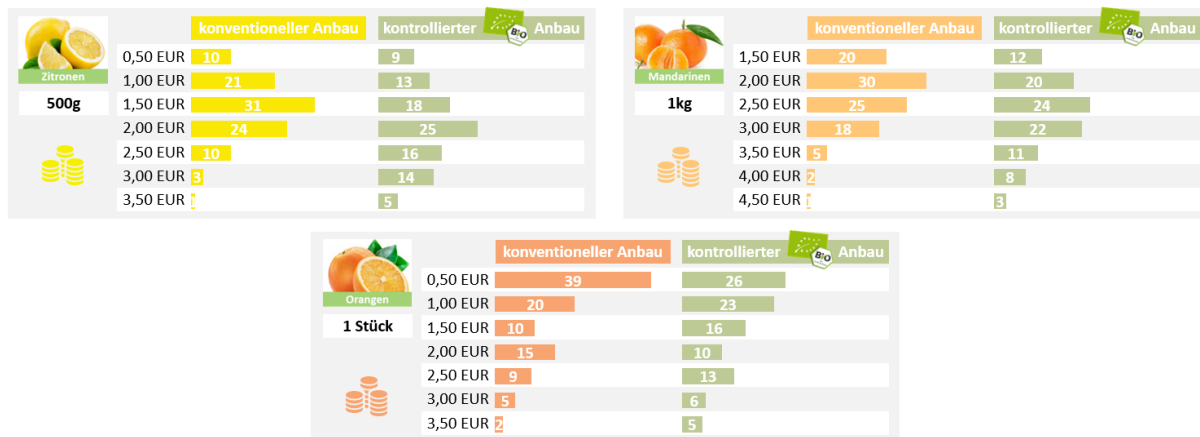 konventioneller Anbau kontrollierter BIO Anbau
Zitronen
500g
0,50 EUR 10 9
1,00 EUR 21 13
1,50 EUR 31 18
2,00 EUR 24 25
2,50 EUR 10 16
3,00 EUR 3 14
3,50 EUR 1 5
konventioneller Anbau kontrollierter BIO Anbau
Mandarinen
1kg
1,50 EUR 20 12
2,00 EUR 30 20
2,50 EUR 25 24
3,00 EUR 18 22
3,50 EUR 5 11
4,00 EUR 2 8
4,50 EUR 1 3
konventioneller Anbau kontrollierter BIO Anbau
Orangen
1 Stück
0,50 EUR 39 26
1,00 EUR 20 23
1,50 EUR 10 16
2,00 EUR 15 10
2,50 EUR 9 13
3,00 EUR 5 6
3,50 EUR 2 5